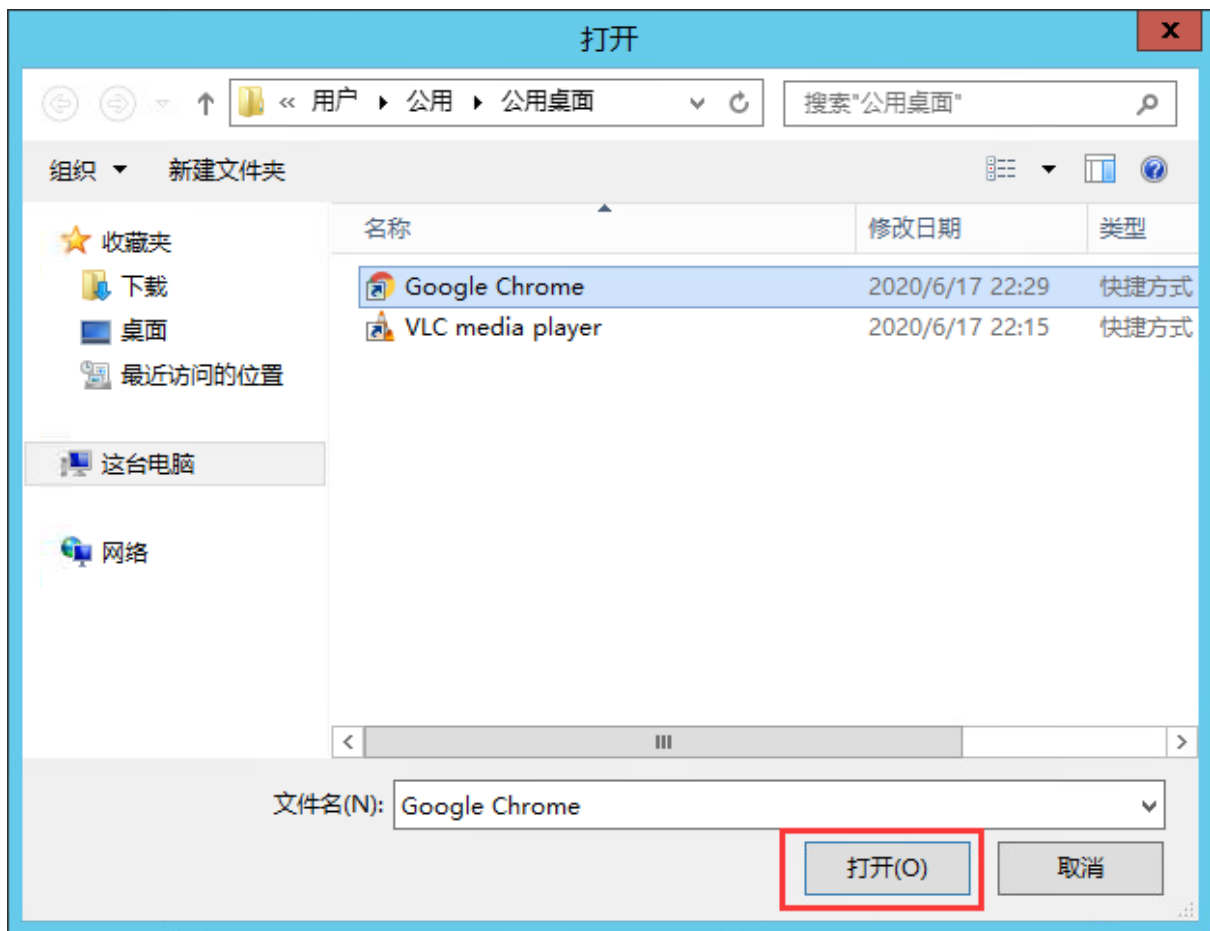 打开
« 用户 ▸ 公用 ▸ 公用桌面 搜索"公用桌面"
组织 新建文件夹
名称 修改日期 类型
收藏夹
下载
桌面
最近访问的位置
这台电脑
网络
Google Chrome 2020/6/17 22:29 快捷方式
VLC media player 2020/6/17 22:15 快捷方式
文件名(N): Google Chrome
打开(O) 取消